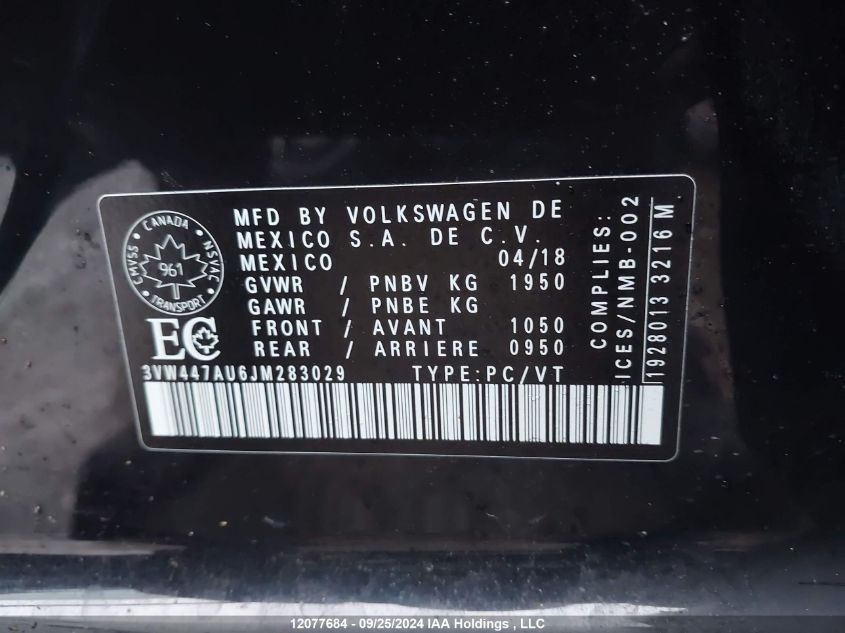 MFD BY VOLKSWAGEN DE
MEXICO S.A. DE C.V.
MEXICO 04/18
GVWR / PNBV KG 1950
GAWR / PNBE KG
FRONT / AVANT 1050
REAR / ARRIERE 0950
CANADA
CMVSS
NSVAC
961
TRANSPORT
EC
3VW447AU6JM283029 TYPE:PC/VT
COMPLIES:
ICES/NMB-002
1928013 3216 M
12077684 - 09/25/2024 IAA Holdings , LLC